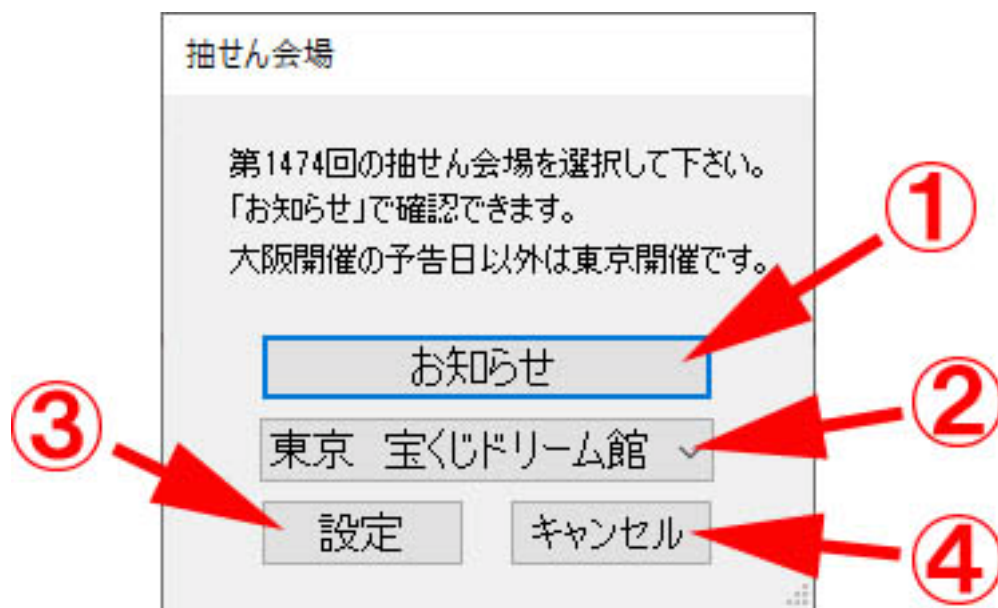 抽せん会場
第1474回の抽せん会場を選択して下さい。
「お知らせ」で確認できます。
大阪開催の予告日以外は東京開催です。
①
お知らせ
②
東京 宝くじドリーム館
③
設定
キャンセル
④